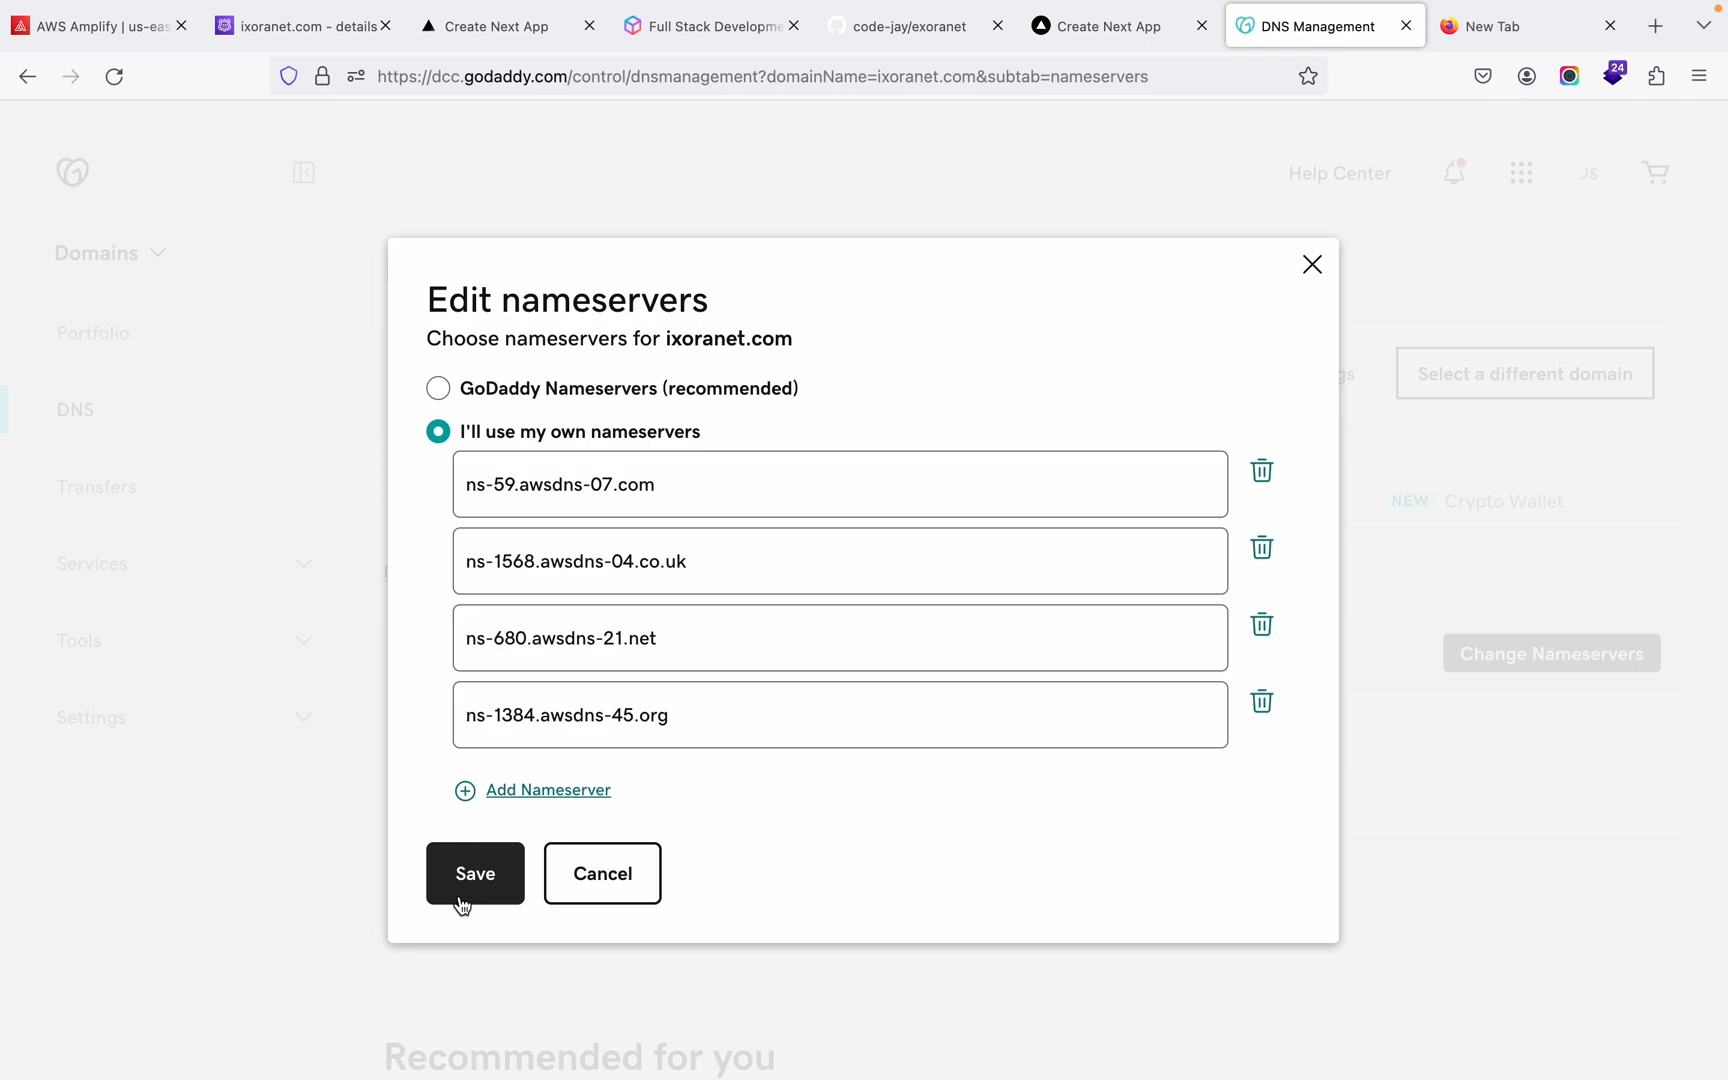 AWS Amplify | us-eas
ixoranet.com - details
Create Next App
Full Stack Developme
code-jay/exoranet
Create Next App
DNS Management
New Tab
https://dcc.godaddy.com/control/dnsmanagement?domainName=ixoranet.com&subtab=nameservers
24
Help Center
JS
Domains
Portfolio
DNS
Transfers
Services
Tools
Settings
gs
Select a different domain
NEW Crypto Wallet
Change Nameservers
Edit nameservers
Choose nameservers for ixoranet.com
GoDaddy Nameservers (recommended)
I'll use my own nameservers
ns-59.awsdns-07.com
ns-1568.awsdns-04.co.uk
ns-680.awsdns-21.net
ns-1384.awsdns-45.org
Add Nameserver
Save
Cancel
Recommended for you